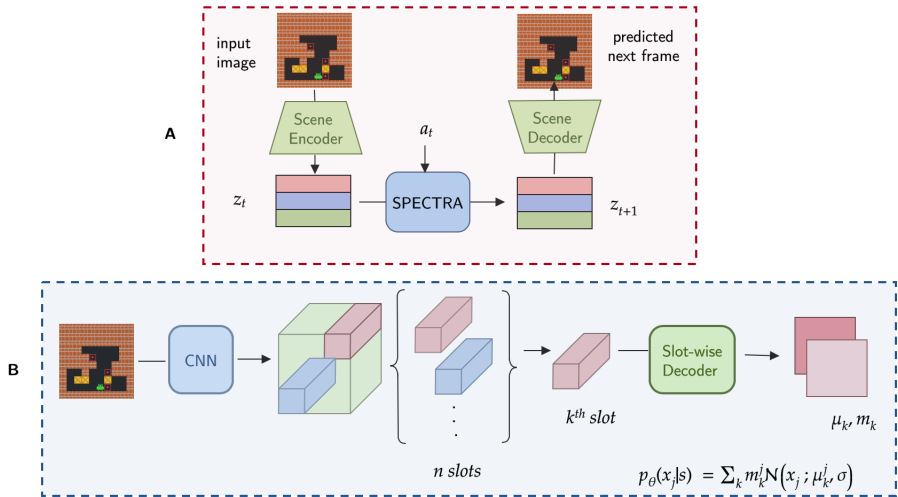 A
input
image
predicted
next frame
Scene
Encoder
a_t
Scene
Decoder
z_t
SPECTRA
z_{t+1}
B
CNN
n slots
k^{th} slot
Slot-wise
Decoder
μ_k, m_k
p_θ(x_j|s) = ∑_k m_k^j N(x_j ; μ_k^j, σ)